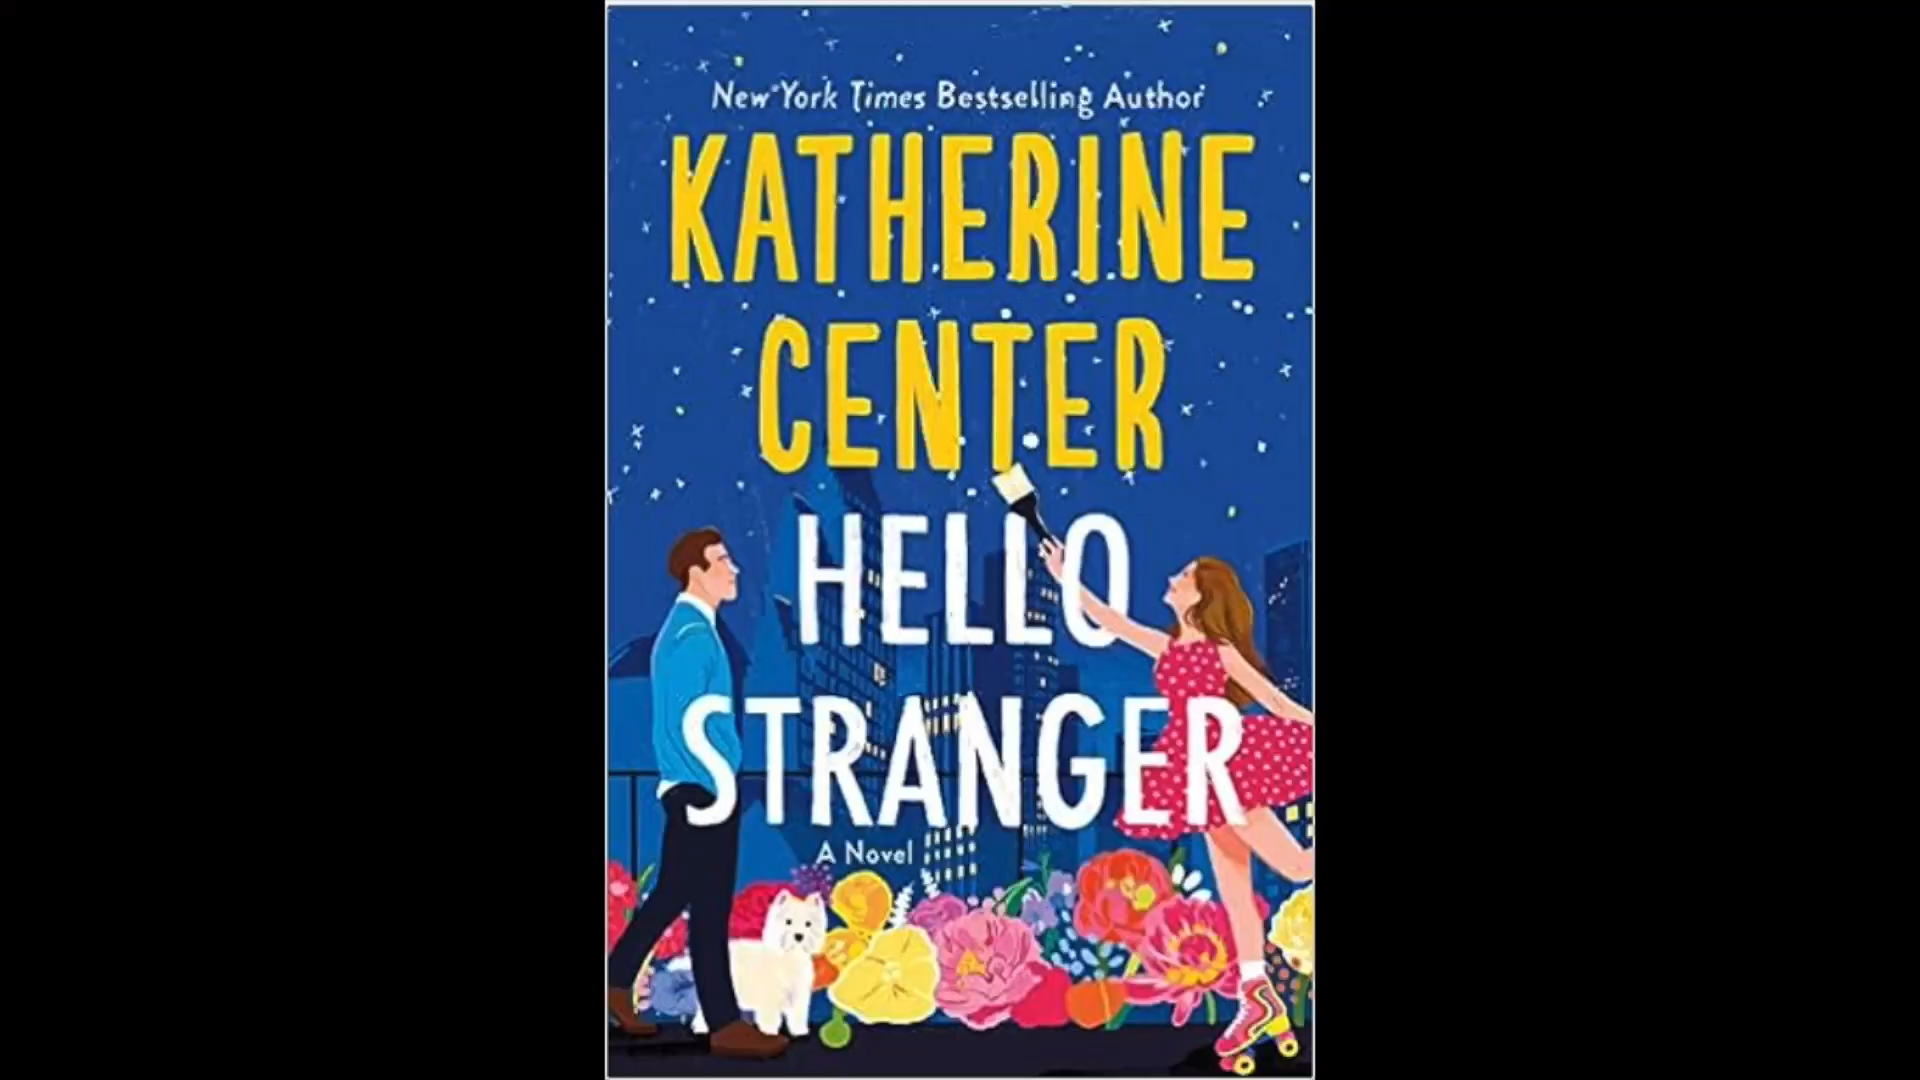 New York Times Bestselling Author
KATHERINE
CENTER
HELLO
STRANGER
A Novel